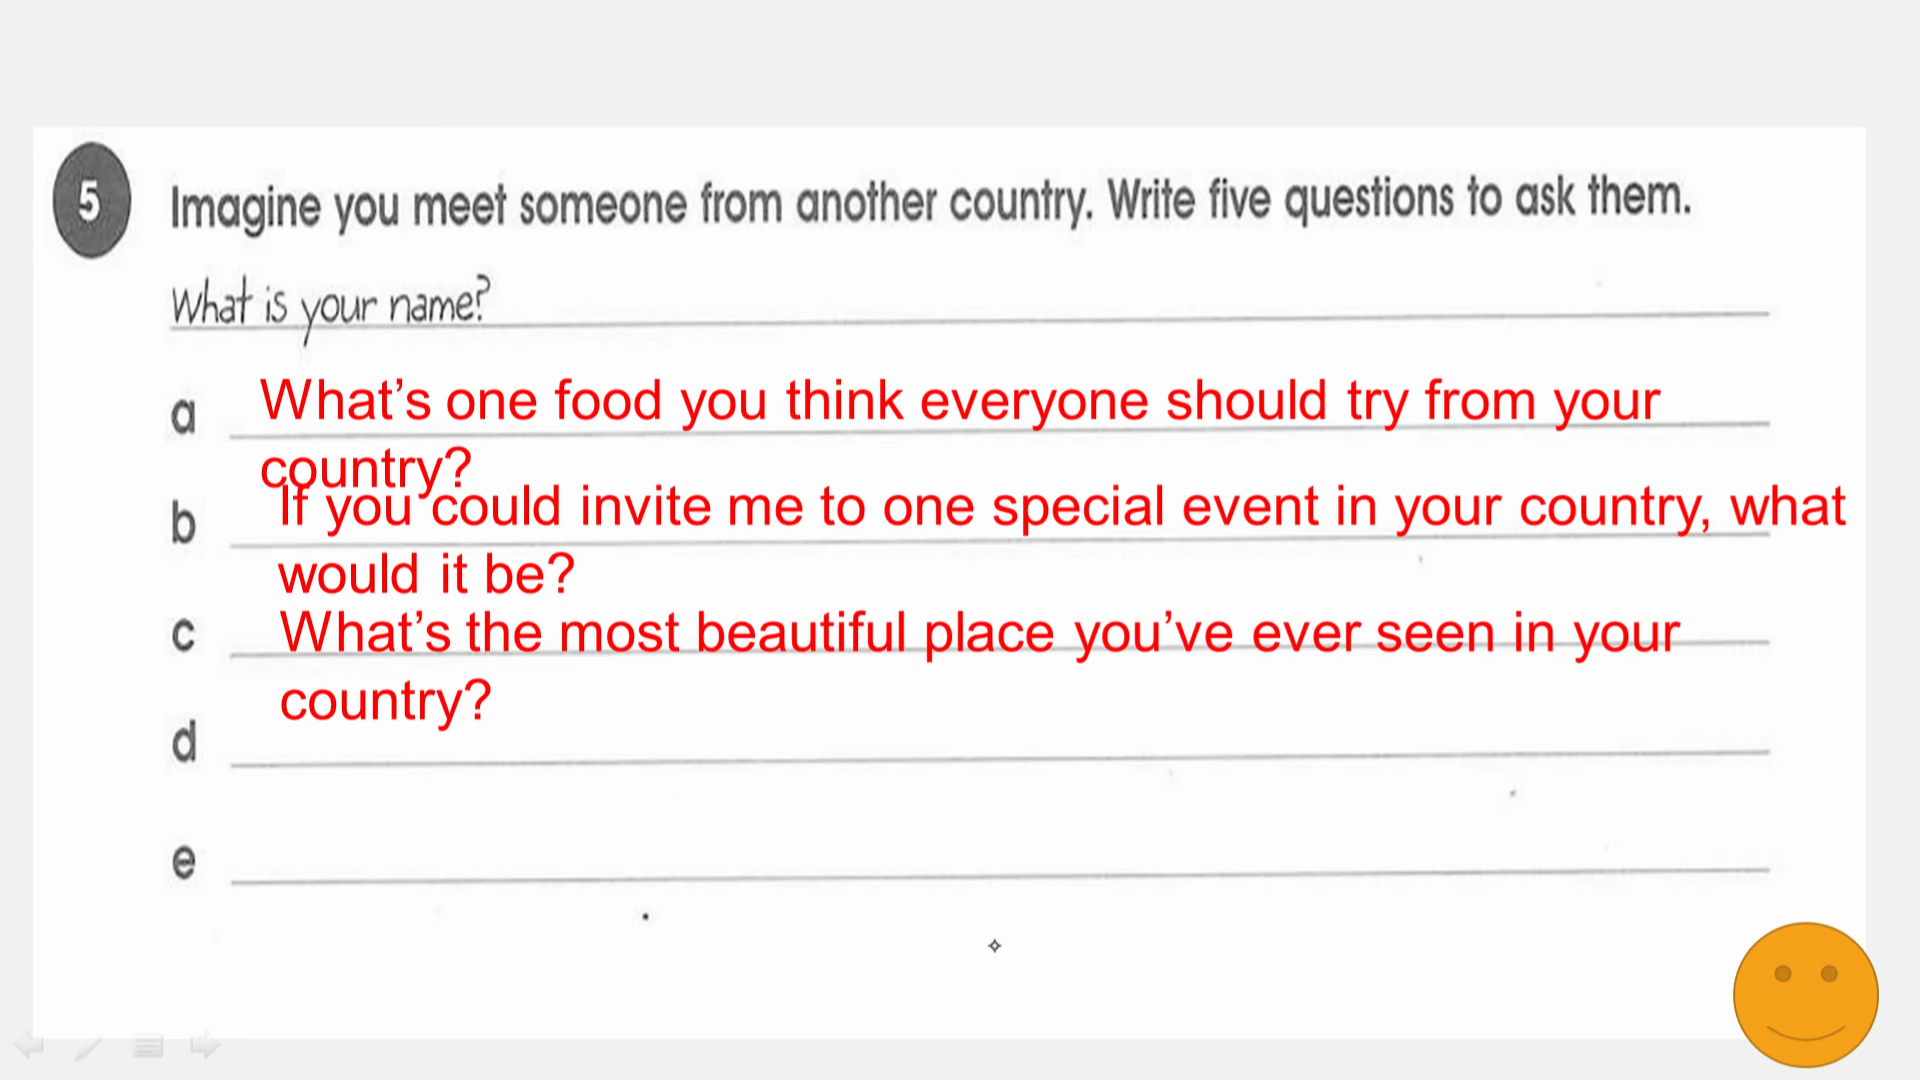 5 Imagine you meet someone from another country. Write five questions to ask them.
What is your name?
a What’s one food you think everyone should try from your
country?
b If you could invite me to one special event in your country, what
would it be?
c What’s the most beautiful place you’ve ever seen in your
country?
d
e